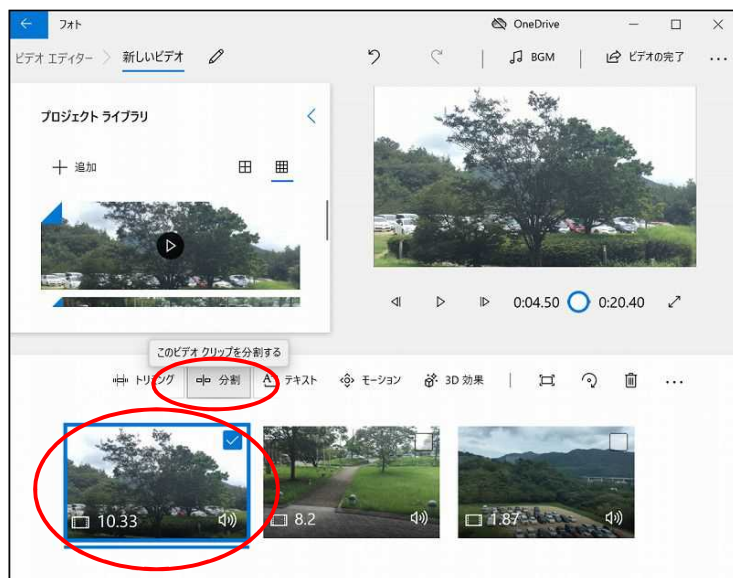 フォト
OneDrive
ビデオ エディター
新しいビデオ
BGM
ビデオの完了
プロジェクト ライブラリ
追加
0:04.50
0:20.40
このビデオ クリップを分割する
トリミング
分割
テキスト
モーション
3D 効果
10.33
8.2
1.87